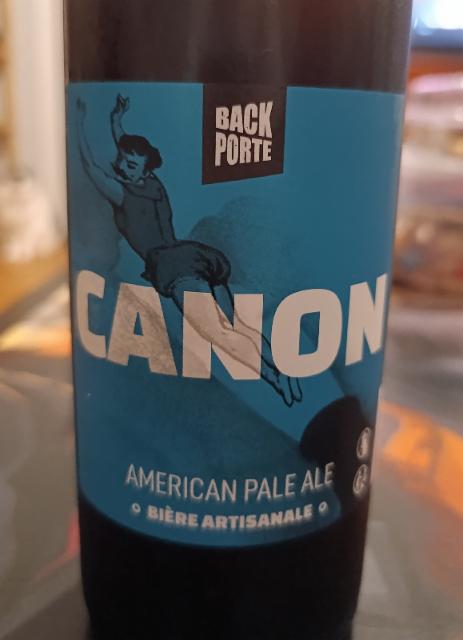 BACK
PORTE
CANON
AMERICAN PALE ALE
BIÈRE ARTISANALE